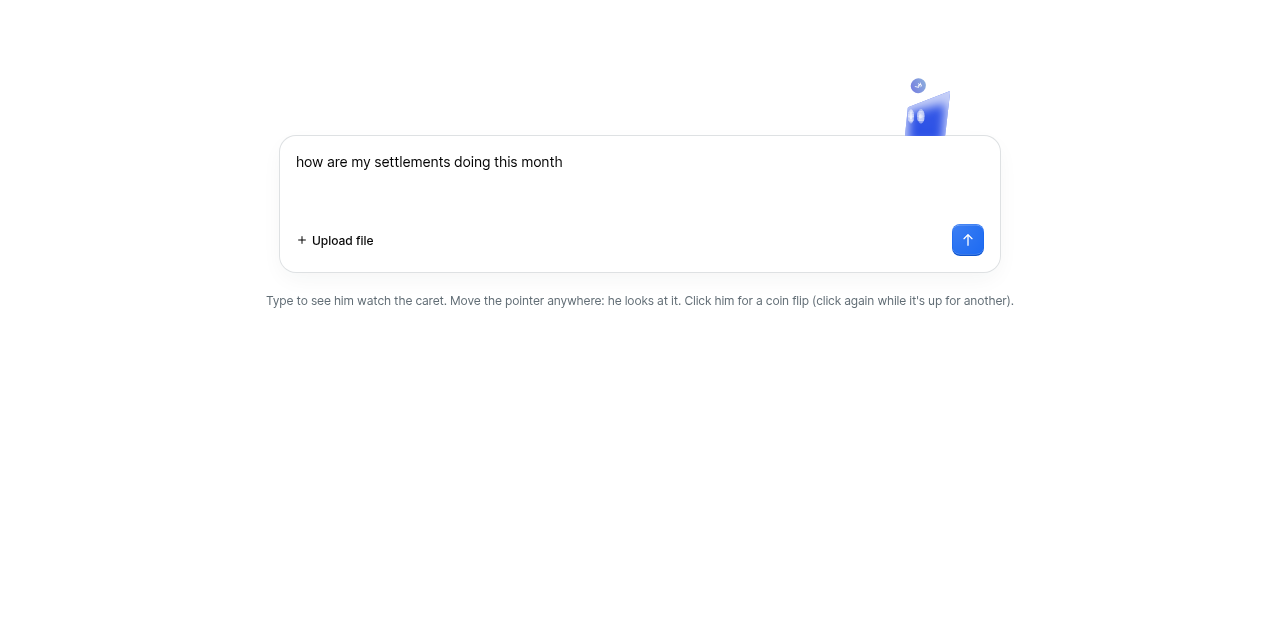 how are my settlements doing this month
+ Upload file
Type to see him watch the caret. Move the pointer anywhere: he looks at it. Click him for a coin flip (click again while it's up for another).